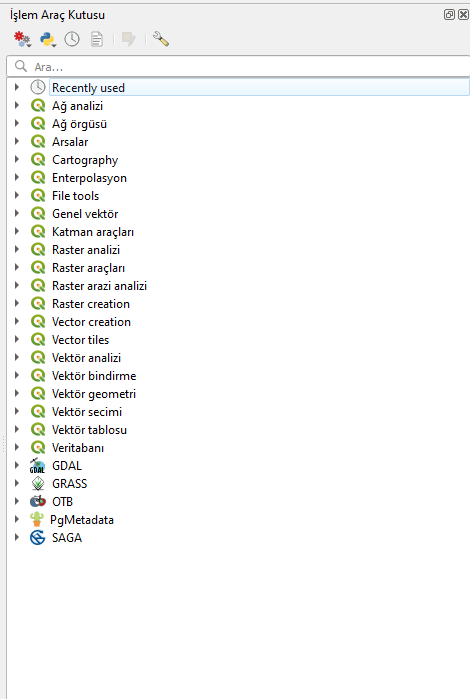 İşlem Araç Kutusu
Ara...
Recently used
Ağ analizi
Ağ örgüsü
Arsalar
Cartography
Enterpolasyon
File tools
Genel vektör
Katman araçları
Raster analizi
Raster araçları
Raster arazi analizi
Raster creation
Vector creation
Vector tiles
Vektör analizi
Vektör bindirme
Vektör geometri
Vektör secimi
Vektör tablosu
Veritabanı
GDAL
GRASS
OTB
PgMetadata
SAGA